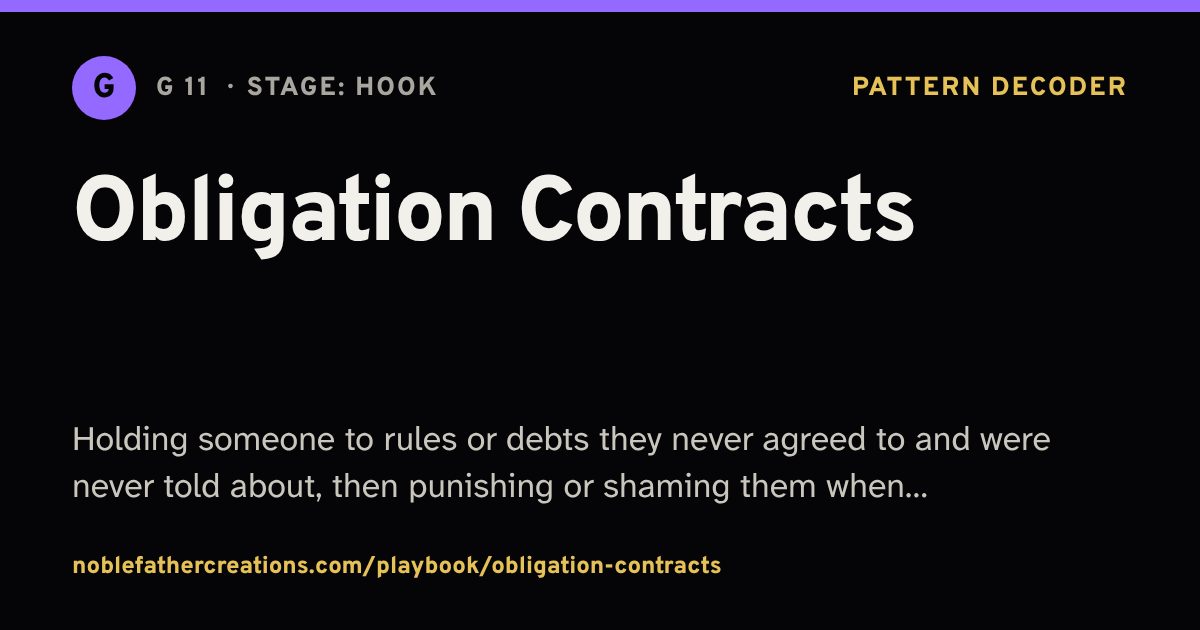 G
G 11 · STAGE: HOOK
PATTERN DECODER
Obligation Contracts
Holding someone to rules or debts they never agreed to and were
never told about, then punishing or shaming them when...
noblefathercreations.com/playbook/obligation-contracts